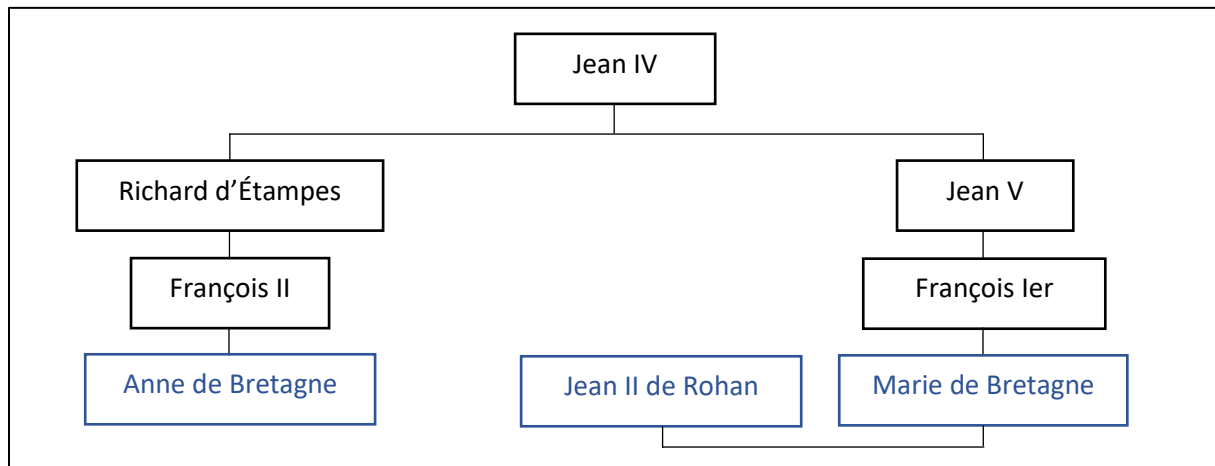 Jean IV
Richard d’Étampes
Jean V
François II
François Ier
Anne de Bretagne
Jean II de Rohan
Marie de Bretagne